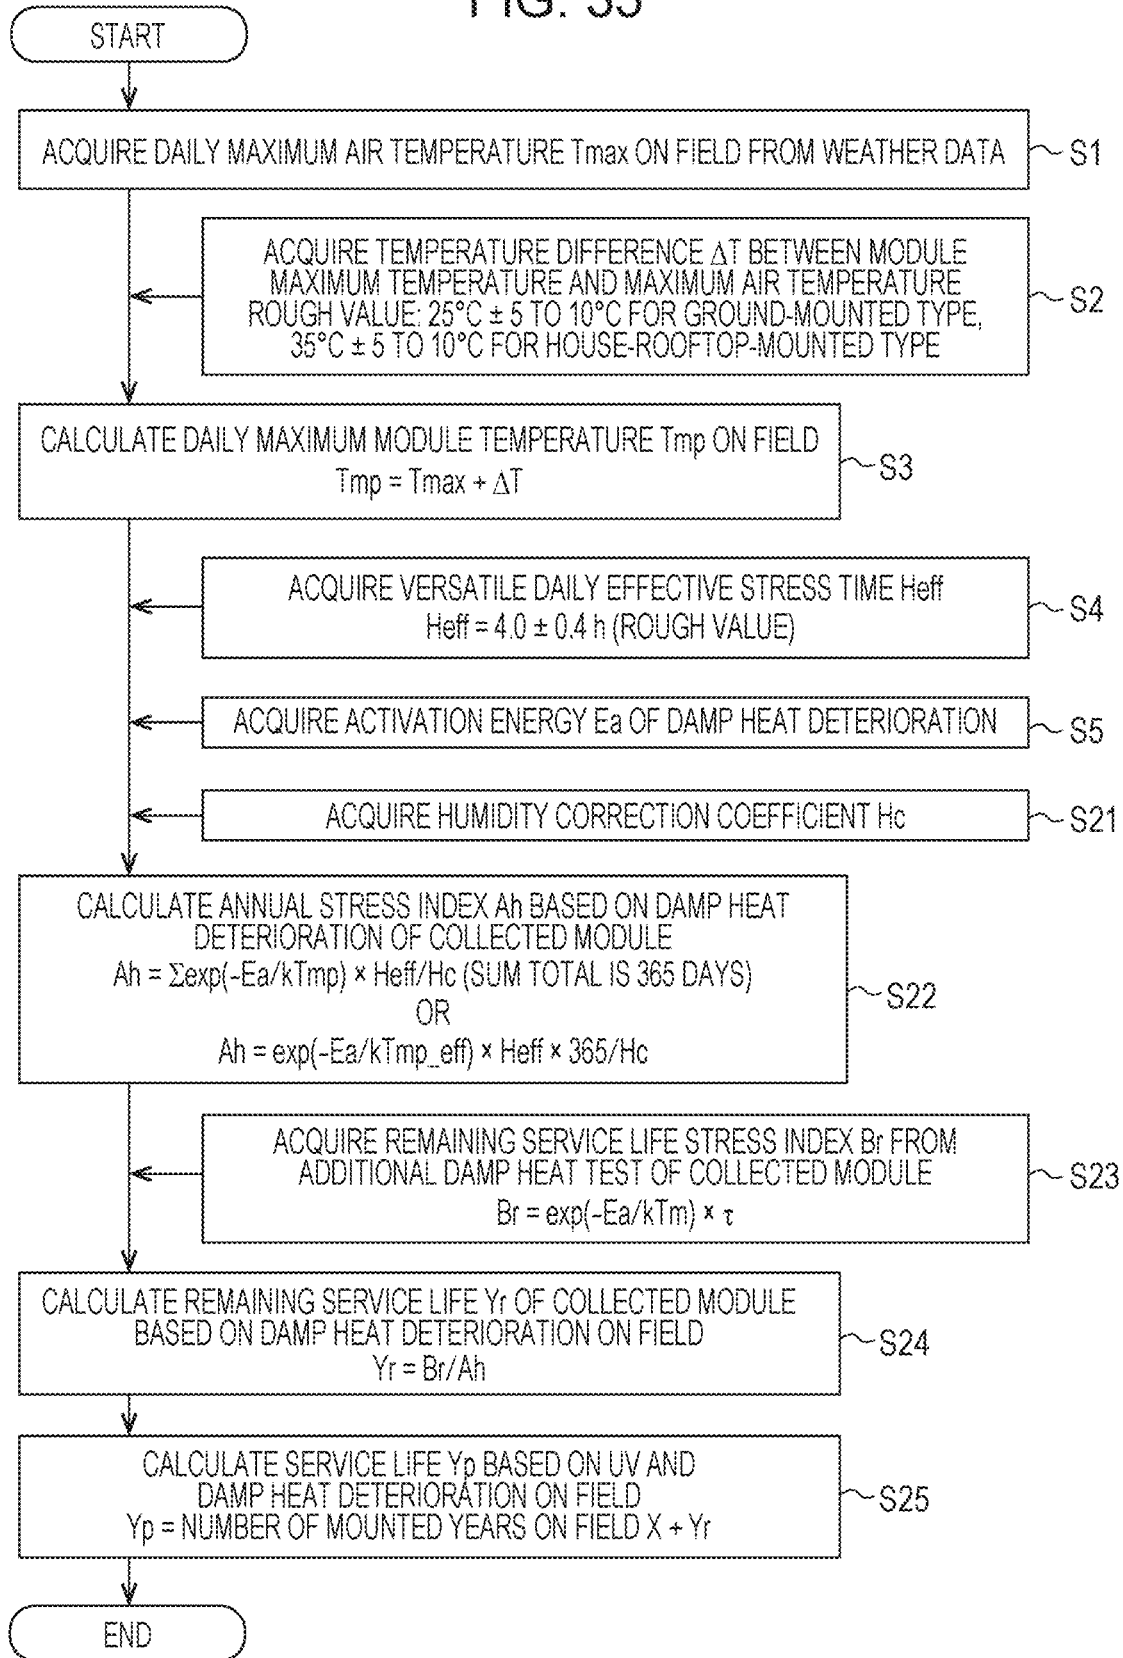 FIG. 35
START
ACQUIRE DAILY MAXIMUM AIR TEMPERATURE Tmax ON FIELD FROM WEATHER DATA
S1
ACQUIRE TEMPERATURE DIFFERENCE ΔT BETWEEN MODULE
MAXIMUM TEMPERATURE AND MAXIMUM AIR TEMPERATURE
ROUGH VALUE: 25°C ± 5 TO 10°C FOR GROUND-MOUNTED TYPE,
35°C ± 5 TO 10°C FOR HOUSE-ROOFTOP-MOUNTED TYPE
S2
CALCULATE DAILY MAXIMUM MODULE TEMPERATURE Tmp ON FIELD
Tmp = Tmax + ΔT
S3
ACQUIRE VERSATILE DAILY EFFECTIVE STRESS TIME Heff
Heff = 4.0 ± 0.4 h (ROUGH VALUE)
S4
ACQUIRE ACTIVATION ENERGY Ea OF DAMP HEAT DETERIORATION
S5
ACQUIRE HUMIDITY CORRECTION COEFFICIENT Hc
S21
CALCULATE ANNUAL STRESS INDEX Ah BASED ON DAMP HEAT
DETERIORATION OF COLLECTED MODULE
Ah = Σexp(-Ea/kTmp) × Heff/Hc (SUM TOTAL IS 365 DAYS)
OR
Ah = exp(-Ea/kTmp_eff) × Heff × 365/Hc
S22
ACQUIRE REMAINING SERVICE LIFE STRESS INDEX Br FROM
ADDITIONAL DAMP HEAT TEST OF COLLECTED MODULE
Br = exp(-Ea/kTm) × τ
S23
CALCULATE REMAINING SERVICE LIFE Yr OF COLLECTED MODULE
BASED ON DAMP HEAT DETERIORATION ON FIELD
Yr = Br/Ah
S24
CALCULATE SERVICE LIFE Yp BASED ON UV AND
DAMP HEAT DETERIORATION ON FIELD
Yp = NUMBER OF MOUNTED YEARS ON FIELD X + Yr
S25
END